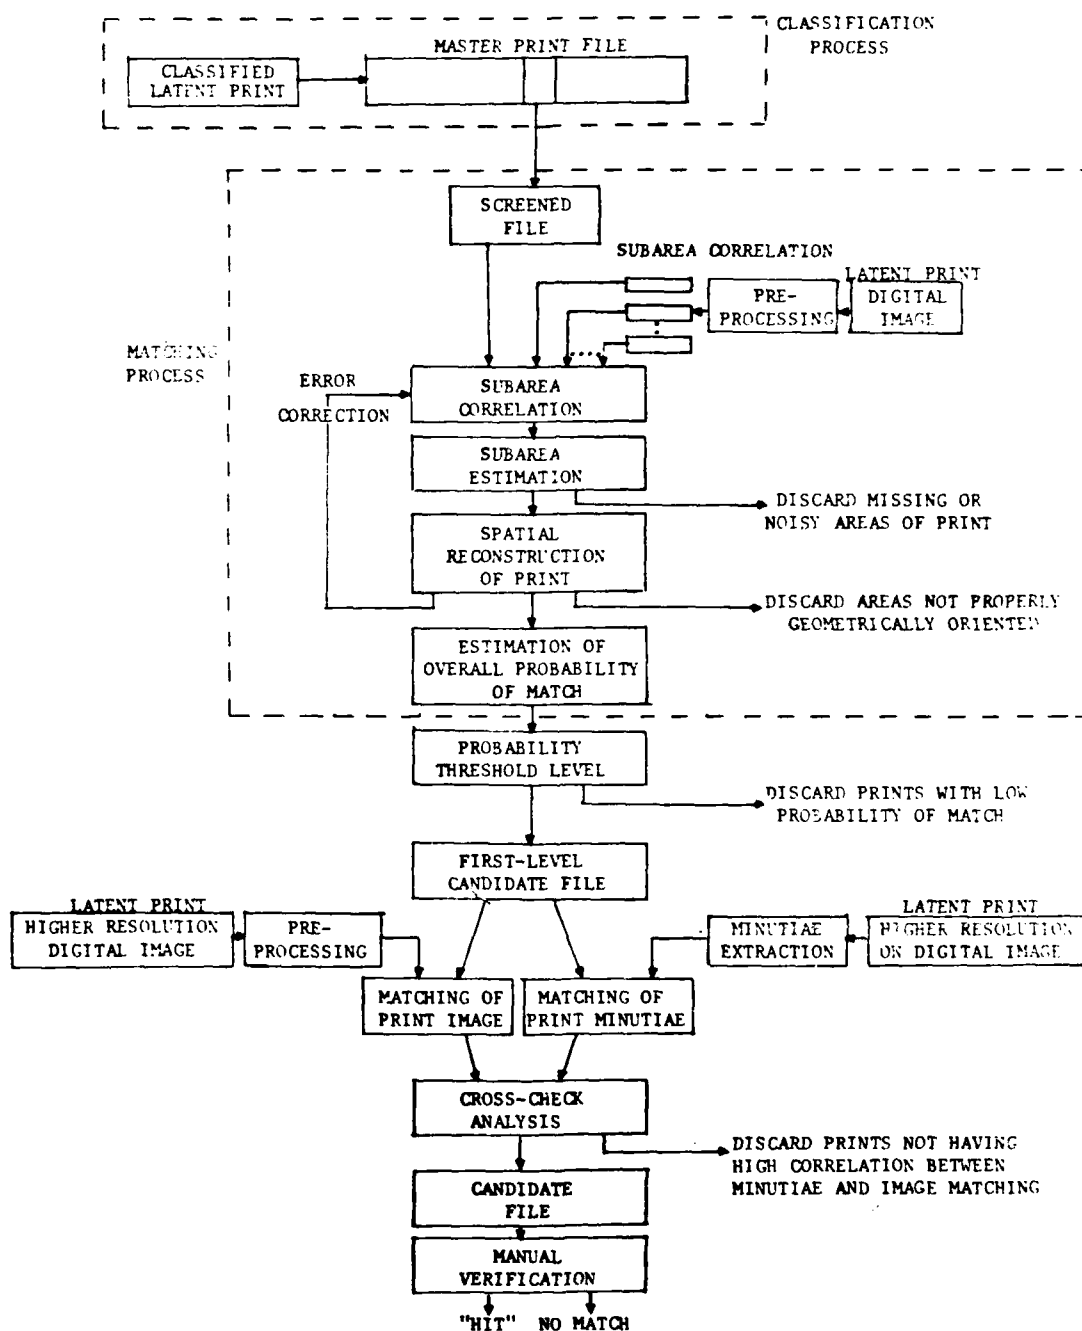 CLASSIFICATION
PROCESS
MASTER PRINT FILE
CLASSIFIED
LATENT PRINT
SCREENED
FILE
SUBAREA CORRELATION
LATENT PRINT
PRE-
PROCESSING
DIGITAL
IMAGE
MATCHING
PROCESS
ERROR
CORRECTION
SUBAREA
CORRELATION
SUBAREA
ESTIMATION
DISCARD MISSING OR
NOISY AREAS OF PRINT
SPATIAL
RECONSTRUCTION
OF PRINT
DISCARD AREAS NOT PROPERLY
GEOMETRICALLY ORIENTED
ESTIMATION OF
OVERALL PROBABILITY
OF MATCH
PROBABILITY
THRESHOLD LEVEL
DISCARD PRINTS WITH LOW
PROBABILITY OF MATCH
FIRST-LEVEL
CANDIDATE FILE
LATENT PRINT
HIGHER RESOLUTION
DIGITAL IMAGE
PRE-
PROCESSING
MINUTIAE
EXTRACTION
LATENT PRINT
HIGHER RESOLUTION
ON DIGITAL IMAGE
MATCHING OF
PRINT IMAGE
MATCHING OF
PRINT MINUTIAE
CROSS-CHECK
ANALYSIS
DISCARD PRINTS NOT HAVING
HIGH CORRELATION BETWEEN
MINUTIAE AND IMAGE MATCHING
CANDIDATE
FILE
MANUAL
VERIFICATION
"HIT" NO MATCH